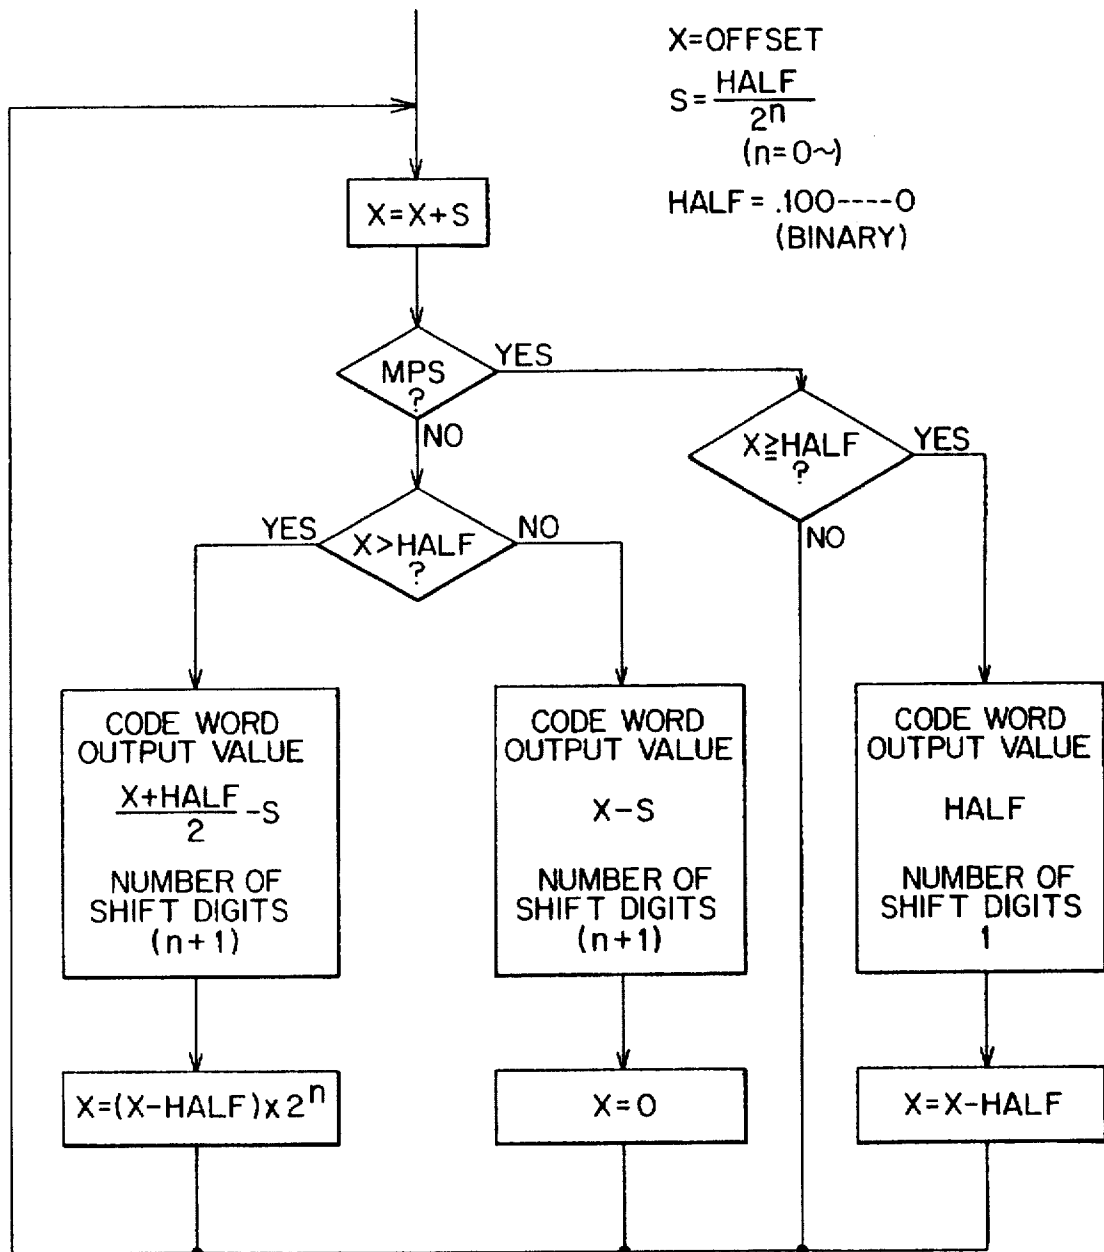 X=OFFSET
S=HALF/2^n
(n=0~)
HALF=.100----0
(BINARY)
X=X+S
MPS
?
YES
NO
X≧HALF
?
YES
NO
X>HALF
?
YES
NO
CODE WORD
OUTPUT VALUE
(X+HALF)/2 -S
NUMBER OF
SHIFT DIGITS
(n+1)
CODE WORD
OUTPUT VALUE
X-S
NUMBER OF
SHIFT DIGITS
(n+1)
CODE WORD
OUTPUT VALUE
HALF
NUMBER OF
SHIFT DIGITS
1
X=(X-HALF)x2^n
X=0
X=X-HALF